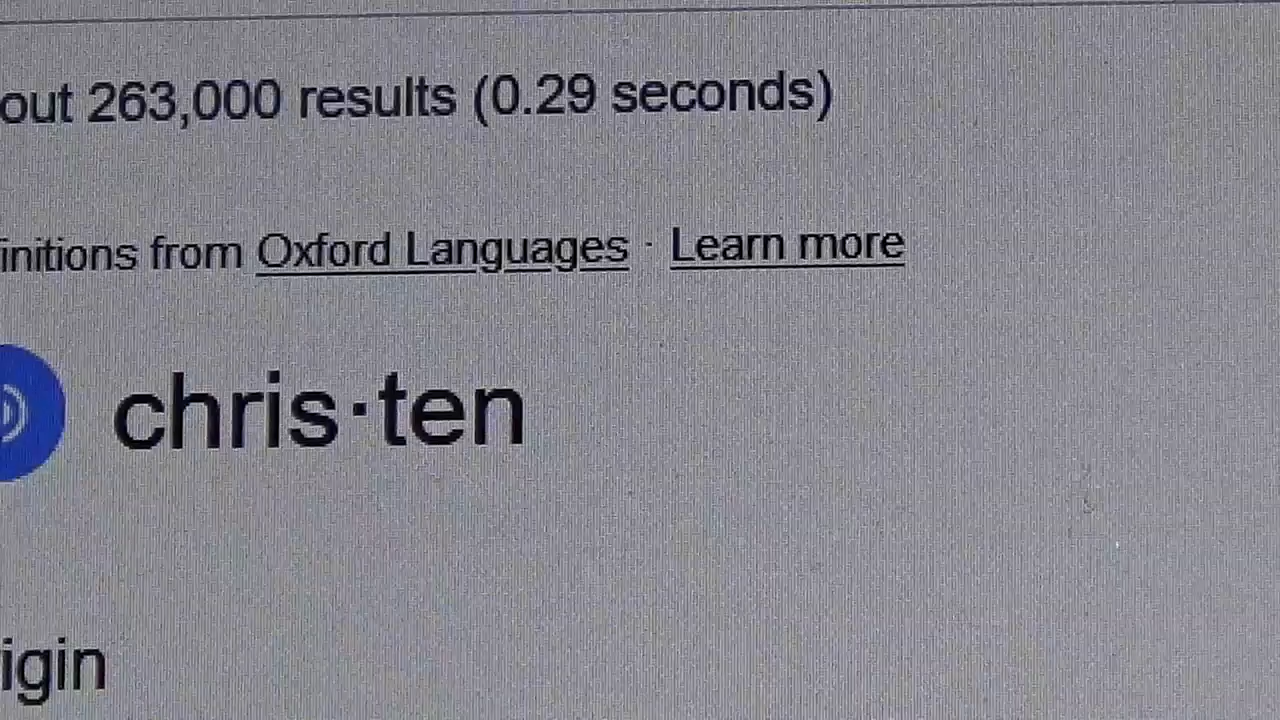 out 263,000 results (0.29 seconds)
initions from Oxford Languages · Learn more
chris·ten
igin